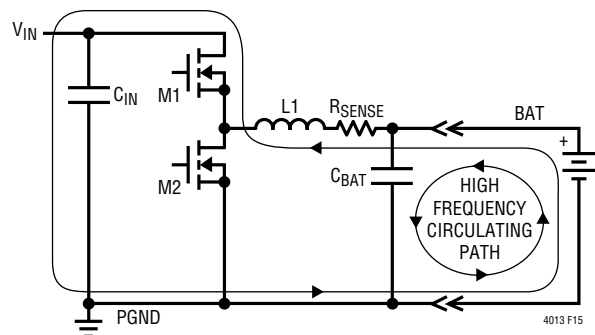 VIN
CIN
M1
L1
RSENSE
BAT
+
M2
CBAT
HIGH
FREQUENCY
CIRCULATING
PATH
PGND
4013 F15